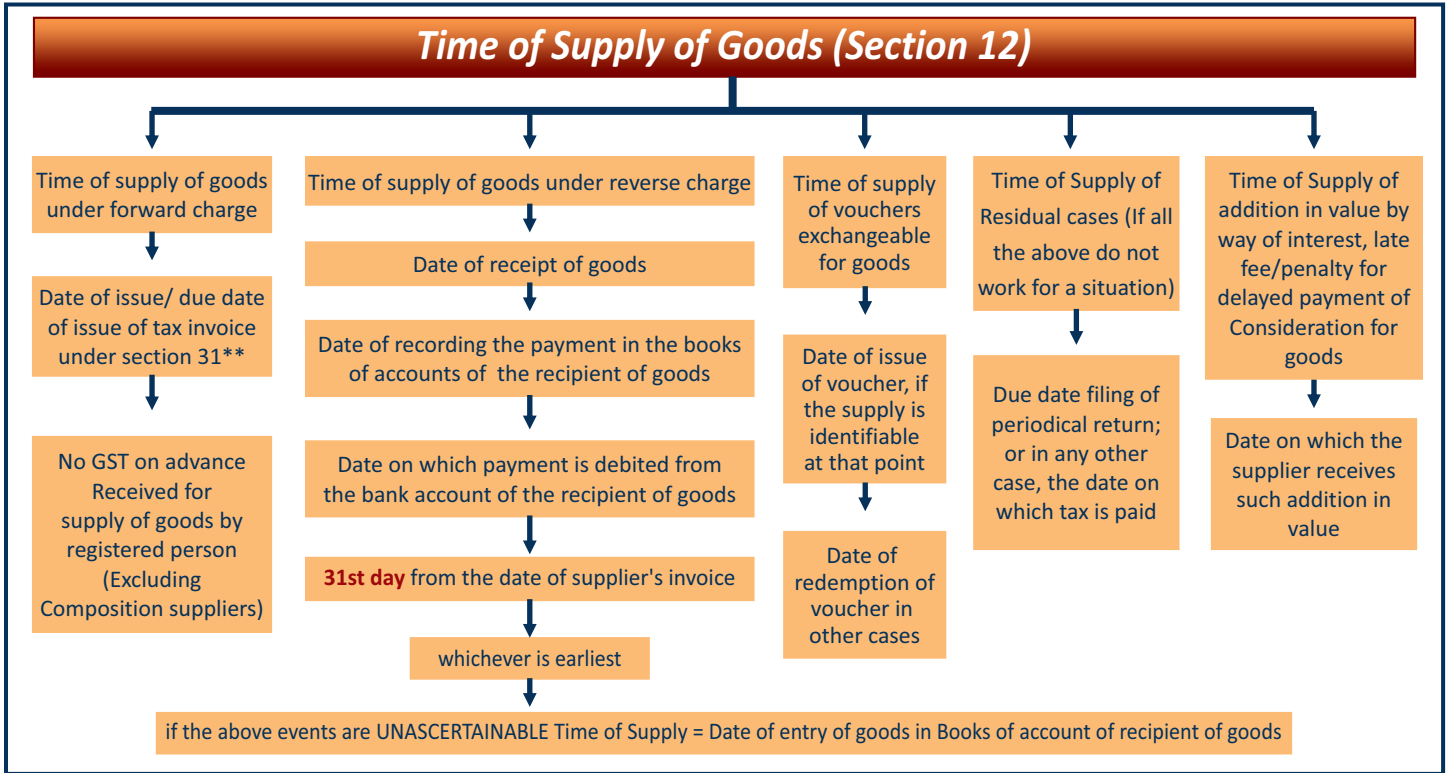 Time of Supply of Goods (Section 12)
Time of supply of goods
under forward charge
Date of issue/ due date
of issue of tax invoice
under section 31**
No GST on advance
Received for
supply of goods by
registered person
(Excluding
Composition suppliers)
Time of supply of goods under reverse charge
Date of receipt of goods
Date of recording the payment in the books
of accounts of the recipient of goods
Date on which payment is debited from
the bank account of the recipient of goods
31st day from the date of supplier's invoice
whichever is earliest
Time of supply
of vouchers
exchangeable
for goods
Date of issue
of voucher, if
the supply is
identifiable
at that point
Date of
redemption of
voucher in
other cases
Time of Supply of
Residual cases (If all
the above do not
work for a situation)
Due date filing of
periodical return;
or in any other
case, the date on
which tax is paid
Time of Supply of
addition in value by
way of interest, late
fee/penalty for
delayed payment of
Consideration for
goods
Date on which the
supplier receives
such addition in
value
if the above events are UNASCERTAINABLE Time of Supply = Date of entry of goods in Books of account of recipient of goods